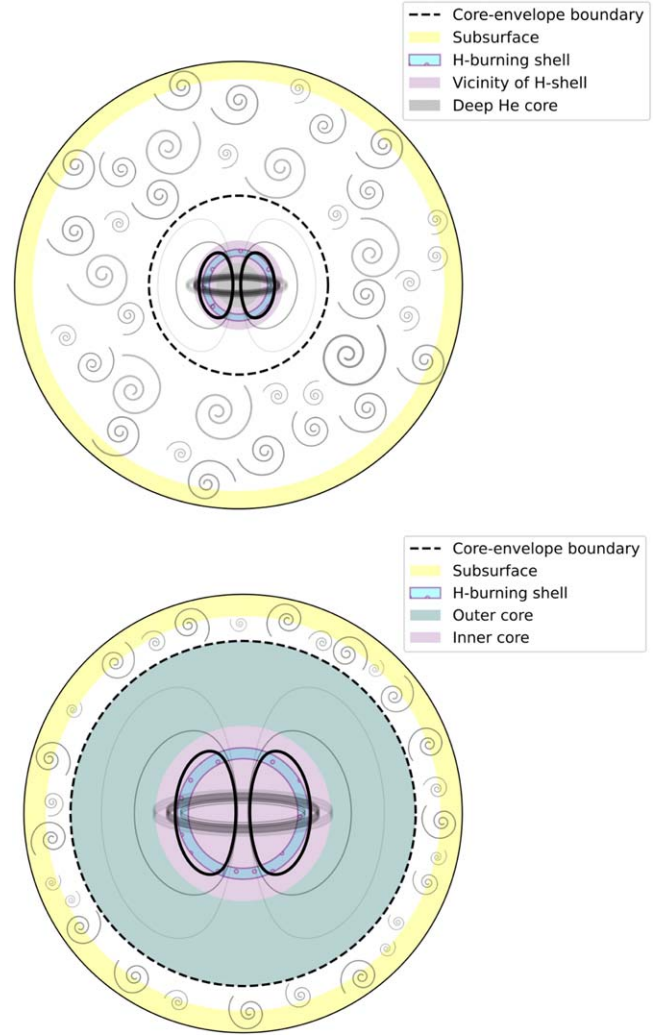 Core-envelope boundary
Subsurface
H-burning shell
Vicinity of H-shell
Deep He core
Core-envelope boundary
Subsurface
H-burning shell
Outer core
Inner core